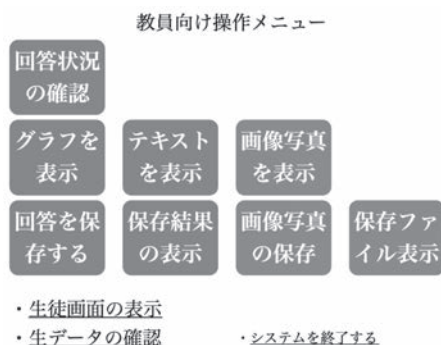 教員向け操作メニュー
回答状況
の確認
グラフを
表示
テキスト
を表示
画像写真
を表示
回答を保
存する
保存結果
の表示
画像写真
の保存
保存ファ
イル表示
・生徒画面の表示
・生データの確認
・システムを終了する